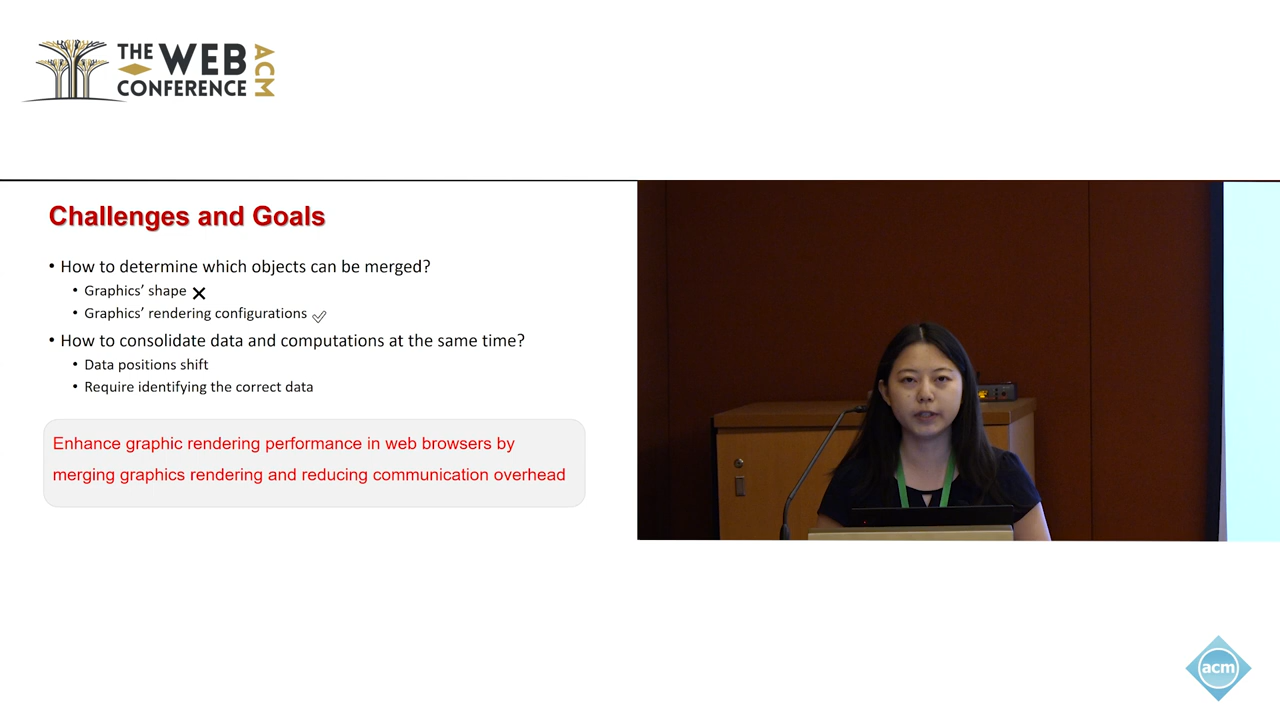 THE WEB
CONFERENCE
ACM
Challenges and Goals
• How to determine which objects can be merged?
• Graphics’ shape
• Graphics’ rendering configurations
• How to consolidate data and computations at the same time?
• Data positions shift
• Require identifying the correct data
Enhance graphic rendering performance in web browsers by
merging graphics rendering and reducing communication overhead
acm